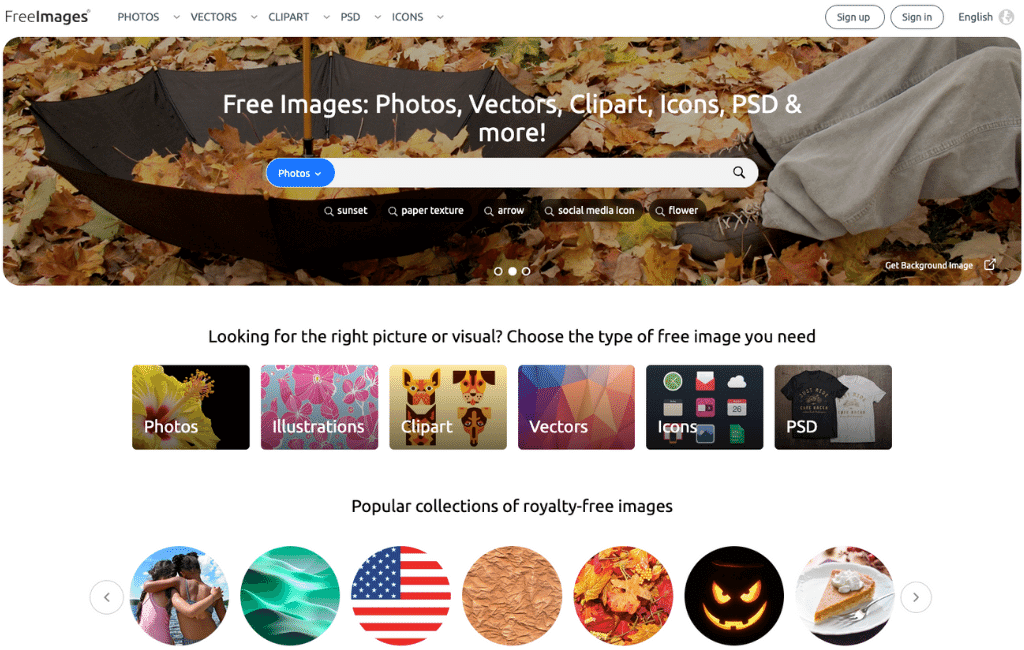 FreeImages®
PHOTOS VECTORS CLIPART PSD ICONS
Sign up Sign in English
Free Images: Photos, Vectors, Clipart, Icons, PSD &
more!
Photos
sunset paper texture arrow social media icon flower
Get Background Image
Looking for the right picture or visual? Choose the type of free image you need
Photos Illustrations Clipart Vectors Icons PSD
26
Popular collections of royalty-free images